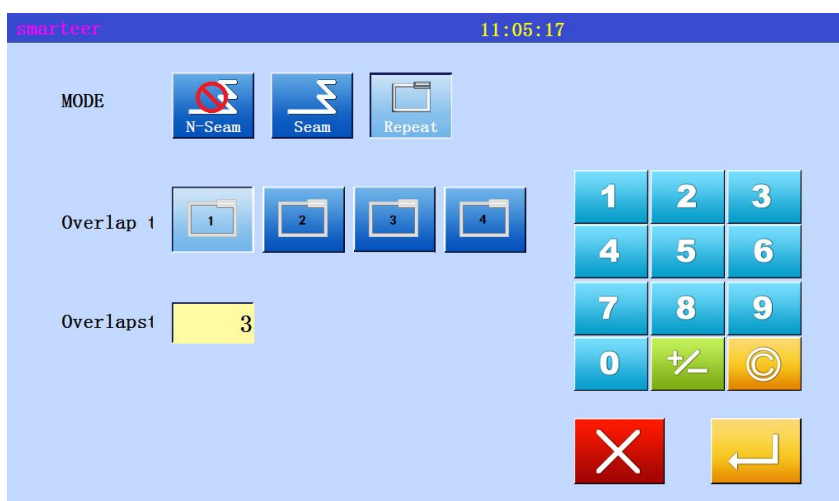 smarteer 11:05:17
MODE N-Seam Seam Repeat
Overlap t 1 2 3 4
Overlapst 3
1 2 3
4 5 6
7 8 9
0 +/− ©